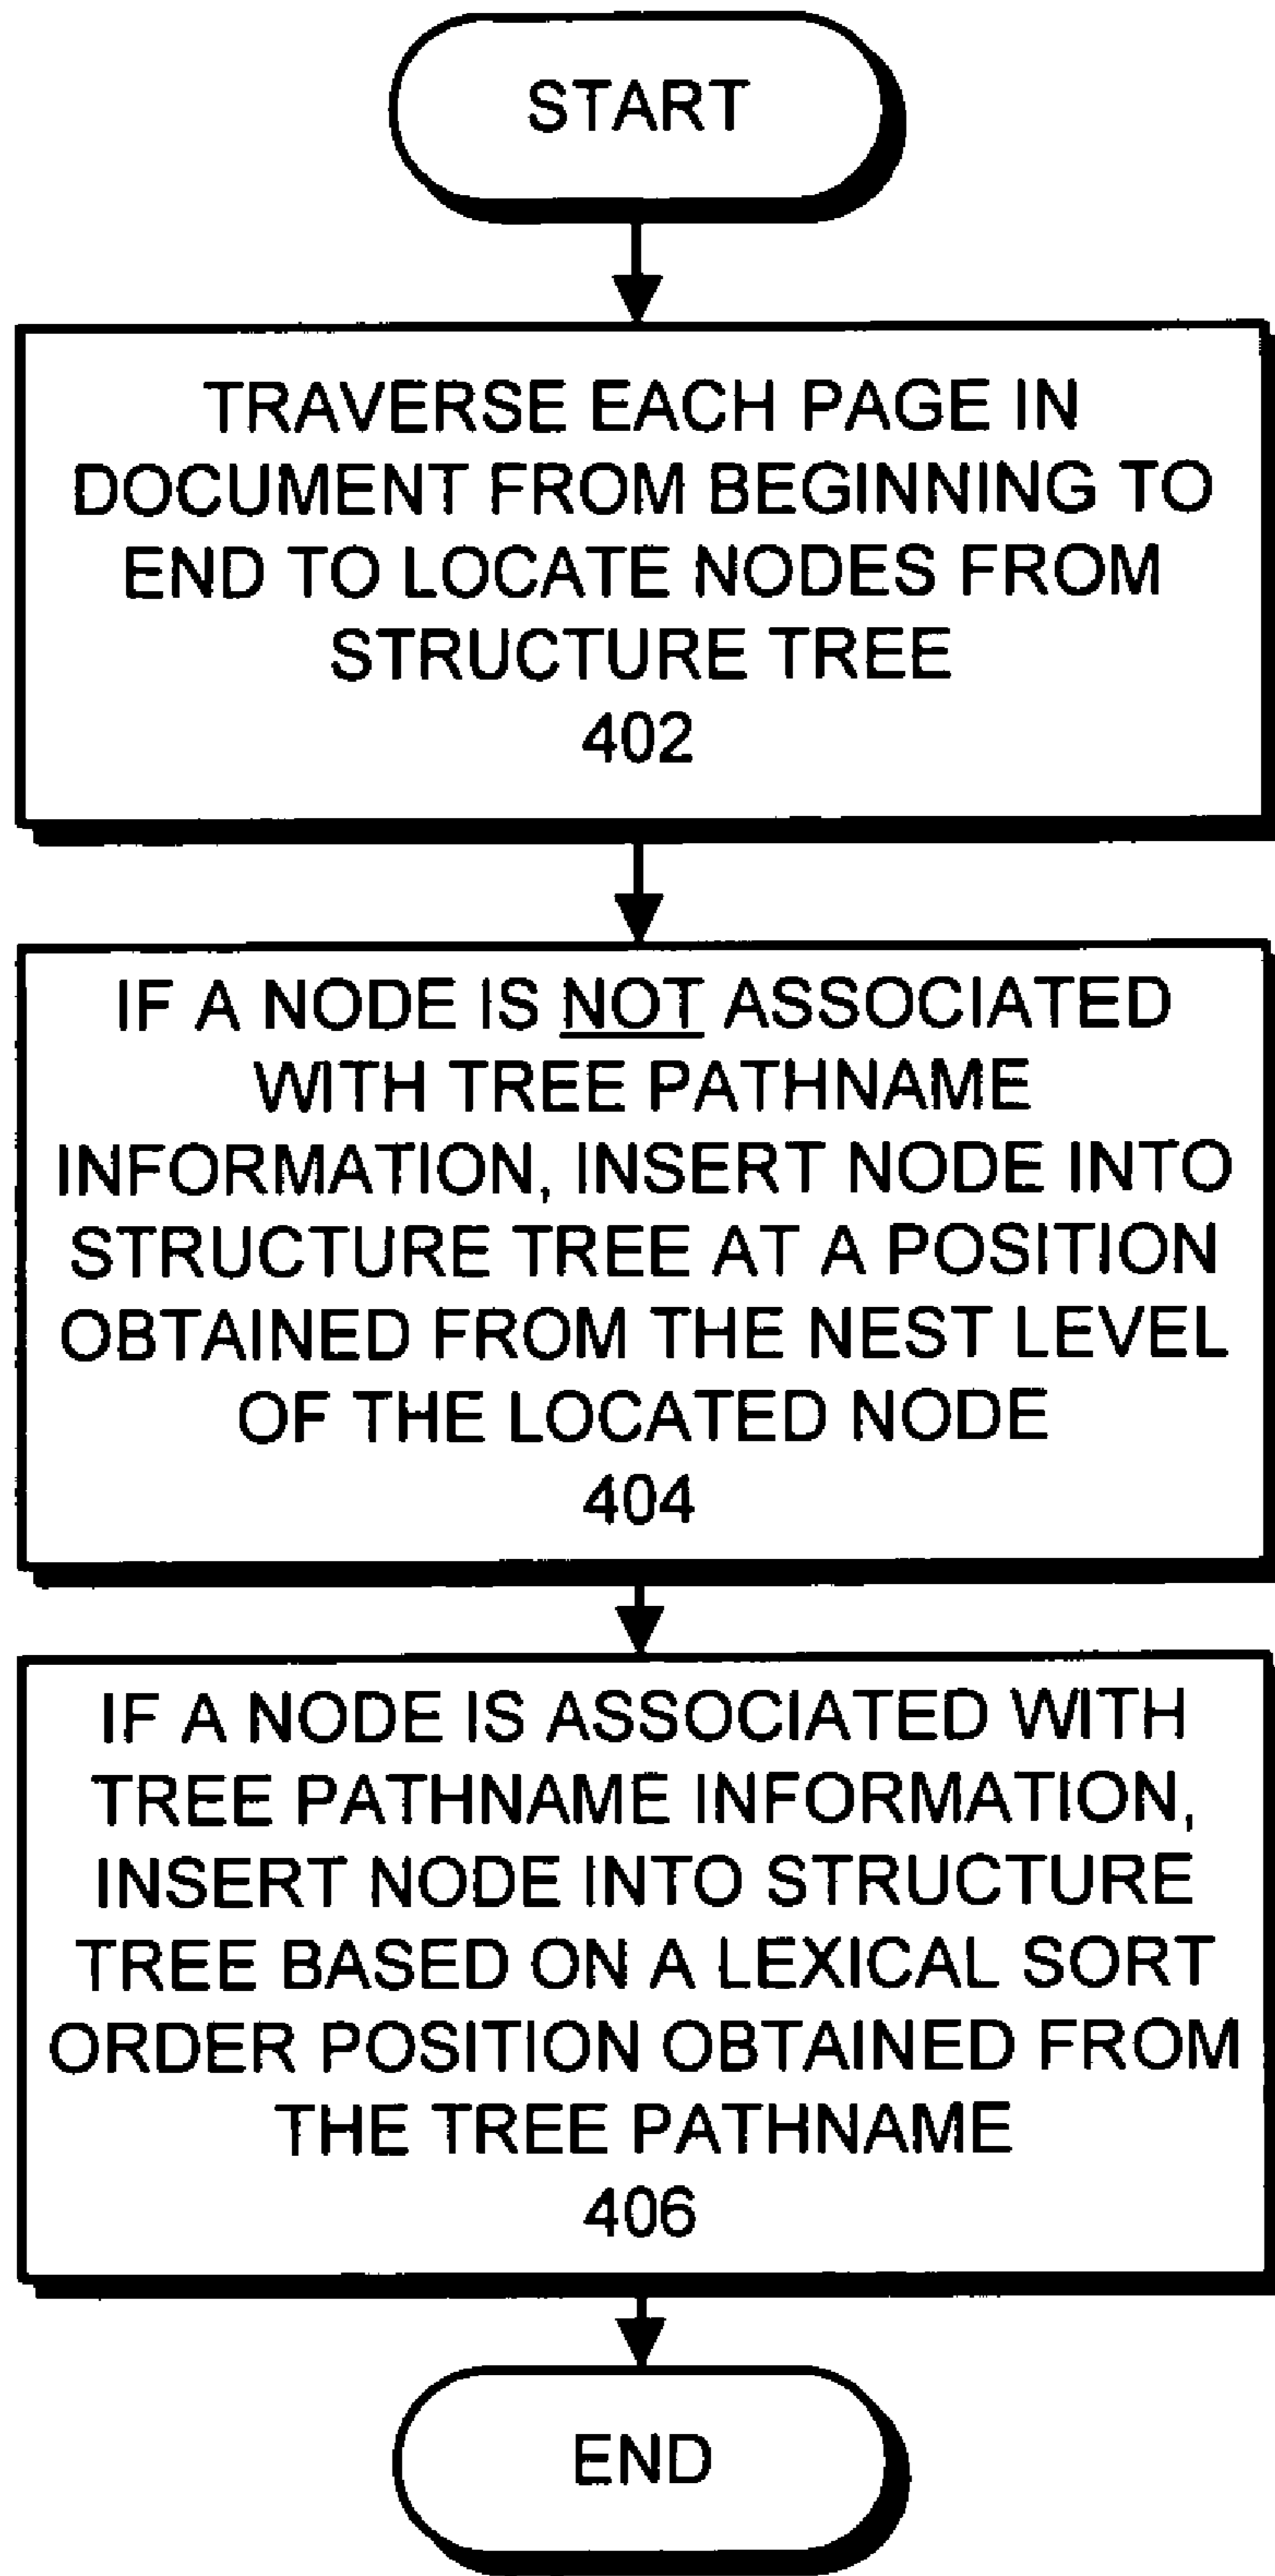 START
TRAVERSE EACH PAGE IN
DOCUMENT FROM BEGINNING TO
END TO LOCATE NODES FROM
STRUCTURE TREE
402
IF A NODE IS NOT ASSOCIATED
WITH TREE PATHNAME
INFORMATION, INSERT NODE INTO
STRUCTURE TREE AT A POSITION
OBTAINED FROM THE NEST LEVEL
OF THE LOCATED NODE
404
IF A NODE IS ASSOCIATED WITH
TREE PATHNAME INFORMATION,
INSERT NODE INTO STRUCTURE
TREE BASED ON A LEXICAL SORT
ORDER POSITION OBTAINED FROM
THE TREE PATHNAME
406
END